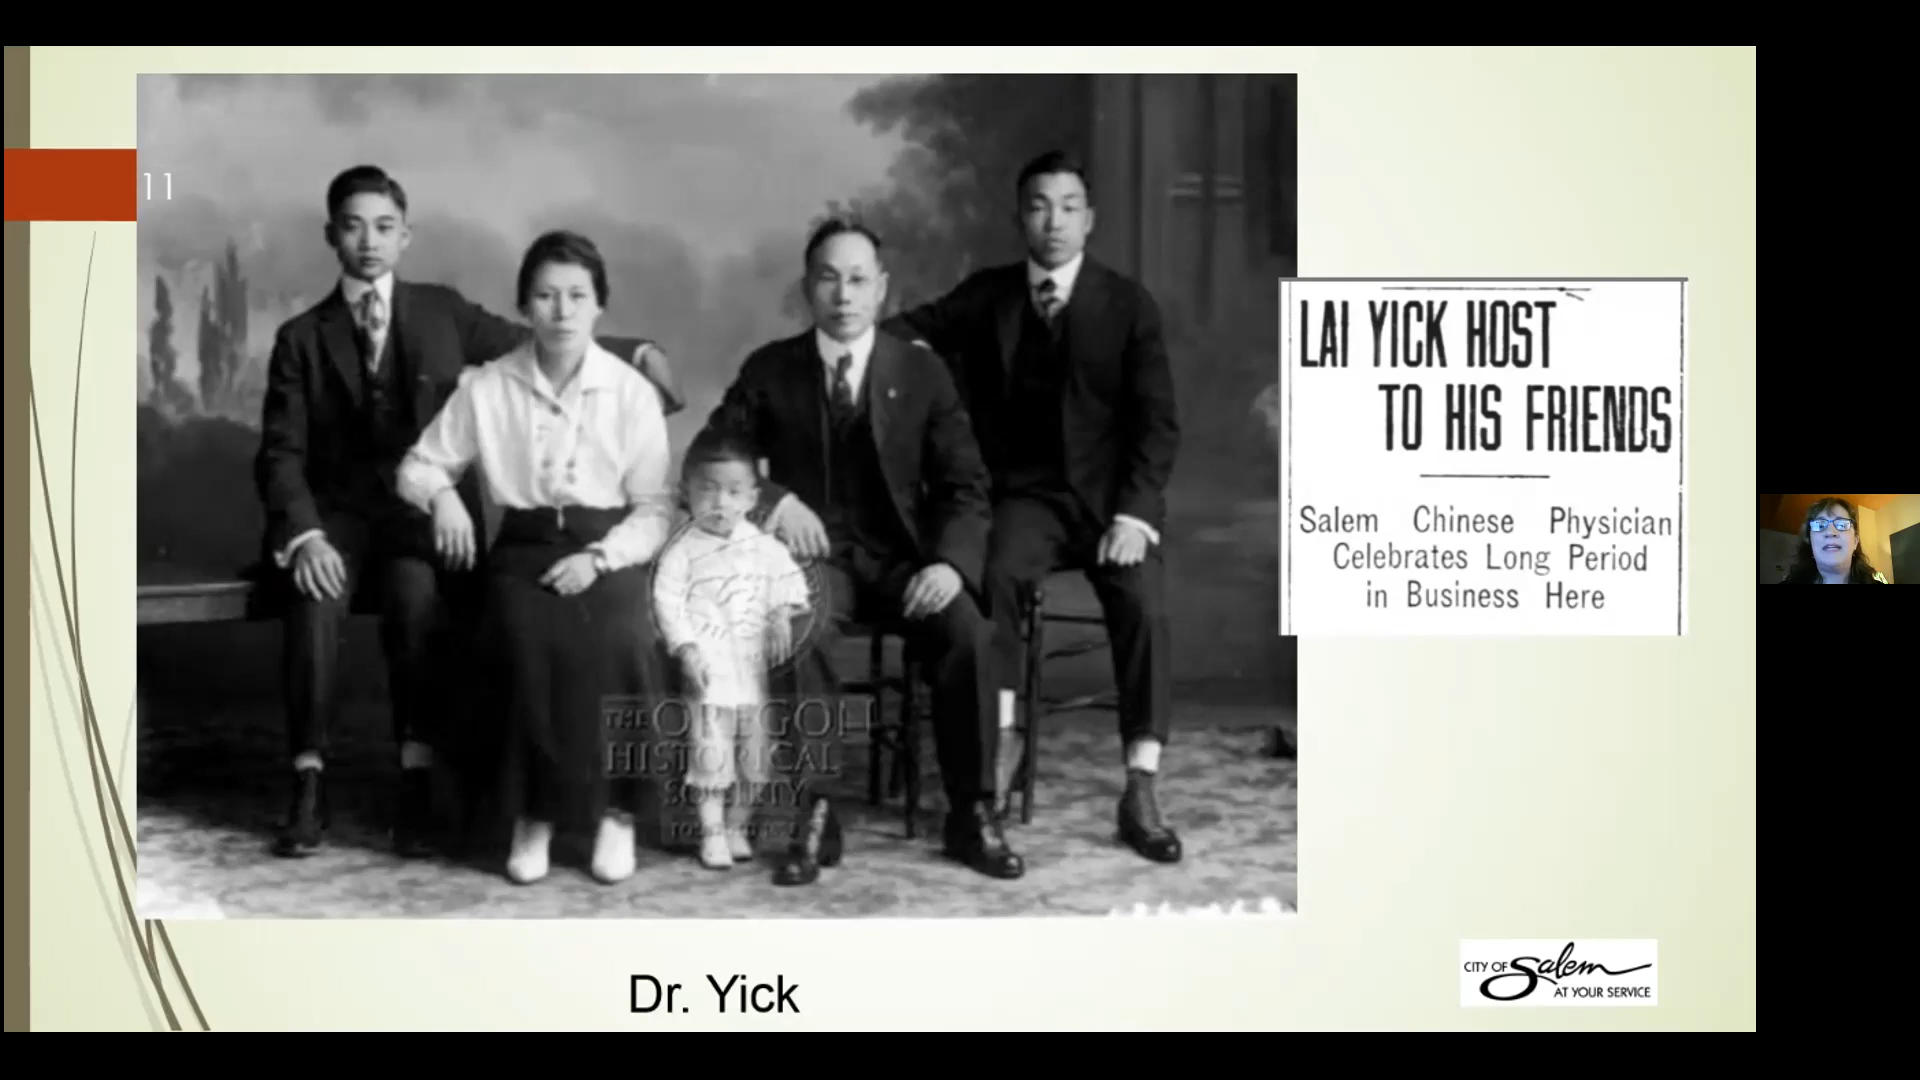 11
LAI YICK HOST
TO HIS FRIENDS
Salem Chinese Physician
Celebrates Long Period
in Business Here
THE OREGON
HISTORICAL
SOCIETY
Dr. Yick
CITY OF Salem
AT YOUR SERVICE